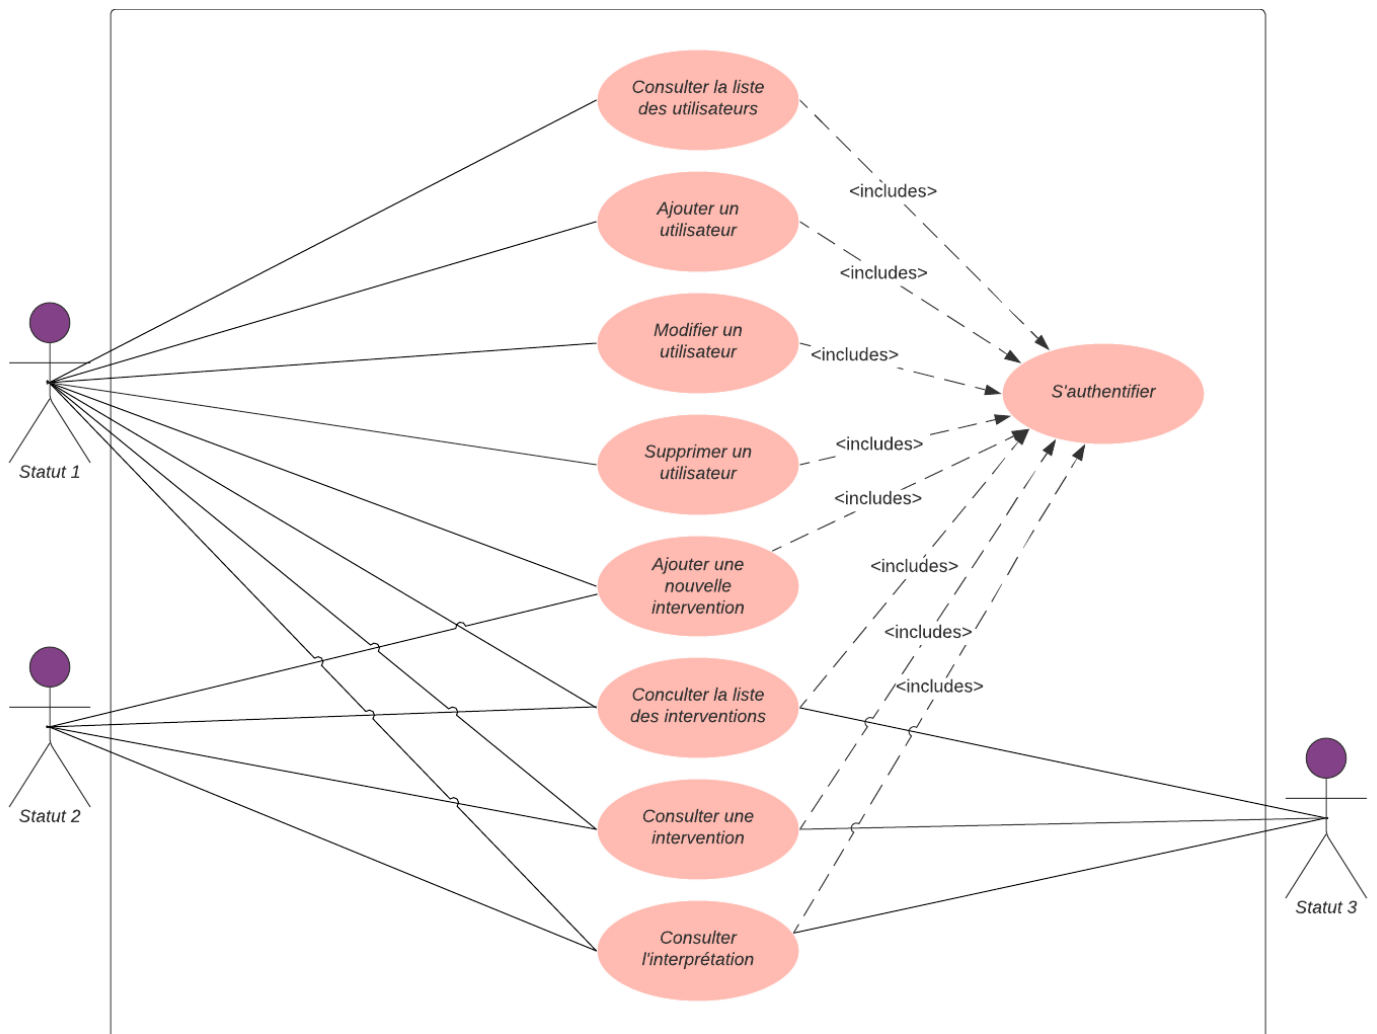 Consulter la liste
des utilisateurs
<includes>
Ajouter un
utilisateur
<includes>
Modifier un
utilisateur
<includes>
S'authentifier
Supprimer un
utilisateur
<includes>
Statut 1
<includes>
Ajouter une
nouvelle
intervention
<includes>
<includes>
Conculter la liste
des interventions
<includes>
Statut 2
Consulter une
intervention
Statut 3
Consulter
l'interprétation